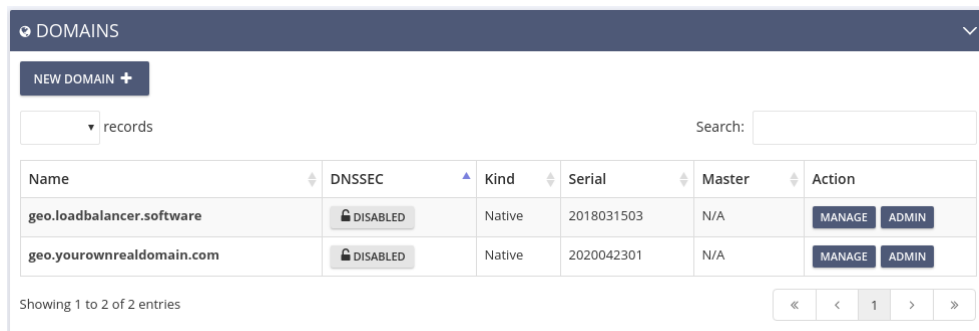 DOMAINS
NEW DOMAIN +
records Search:
Name DNSSEC Kind Serial Master Action
geo.loadbalancer.software DISABLED Native 2018031503 N/A MANAGE ADMIN
geo.yourownrealdomain.com DISABLED Native 2020042301 N/A MANAGE ADMIN
Showing 1 to 2 of 2 entries « < 1 > »